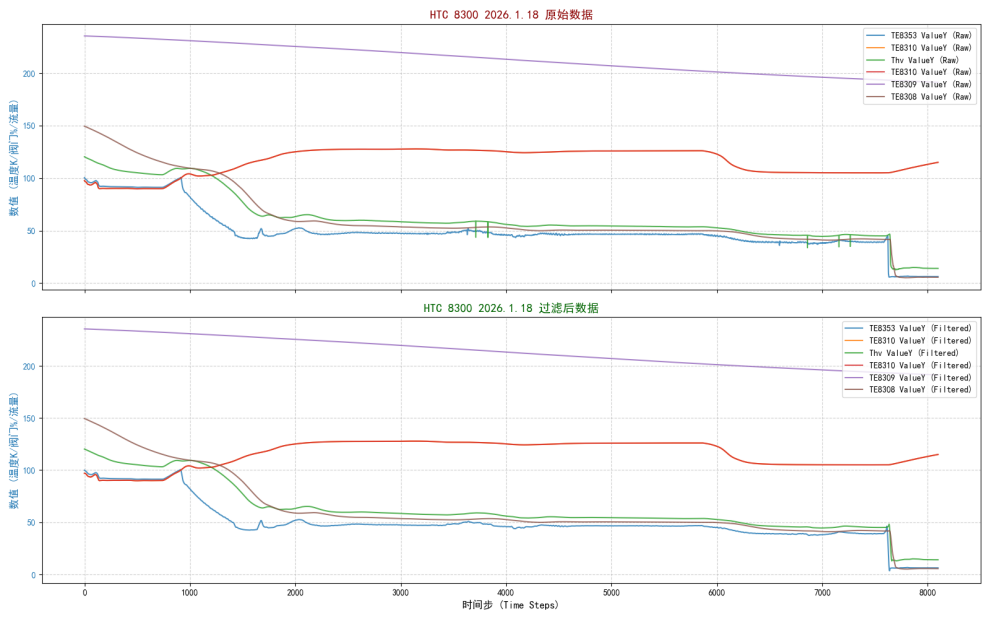 HTC 8300 2026.1.18 原始数据
数值 (温度K/阀门%/流量)
200
150
100
50
0
TE8353 ValueY (Raw)
TE8310 ValueY (Raw)
Thv ValueY (Raw)
TE8310 ValueY (Raw)
TE8309 ValueY (Raw)
TE8308 ValueY (Raw)
HTC 8300 2026.1.18 过滤后数据
数值 (温度K/阀门%/流量)
200
150
100
50
0
TE8353 ValueY (Filtered)
TE8310 ValueY (Filtered)
Thv ValueY (Filtered)
TE8310 ValueY (Filtered)
TE8309 ValueY (Filtered)
TE8308 ValueY (Filtered)
0 1000 2000 3000 4000 5000 6000 7000 8000
时间步 (Time Steps)